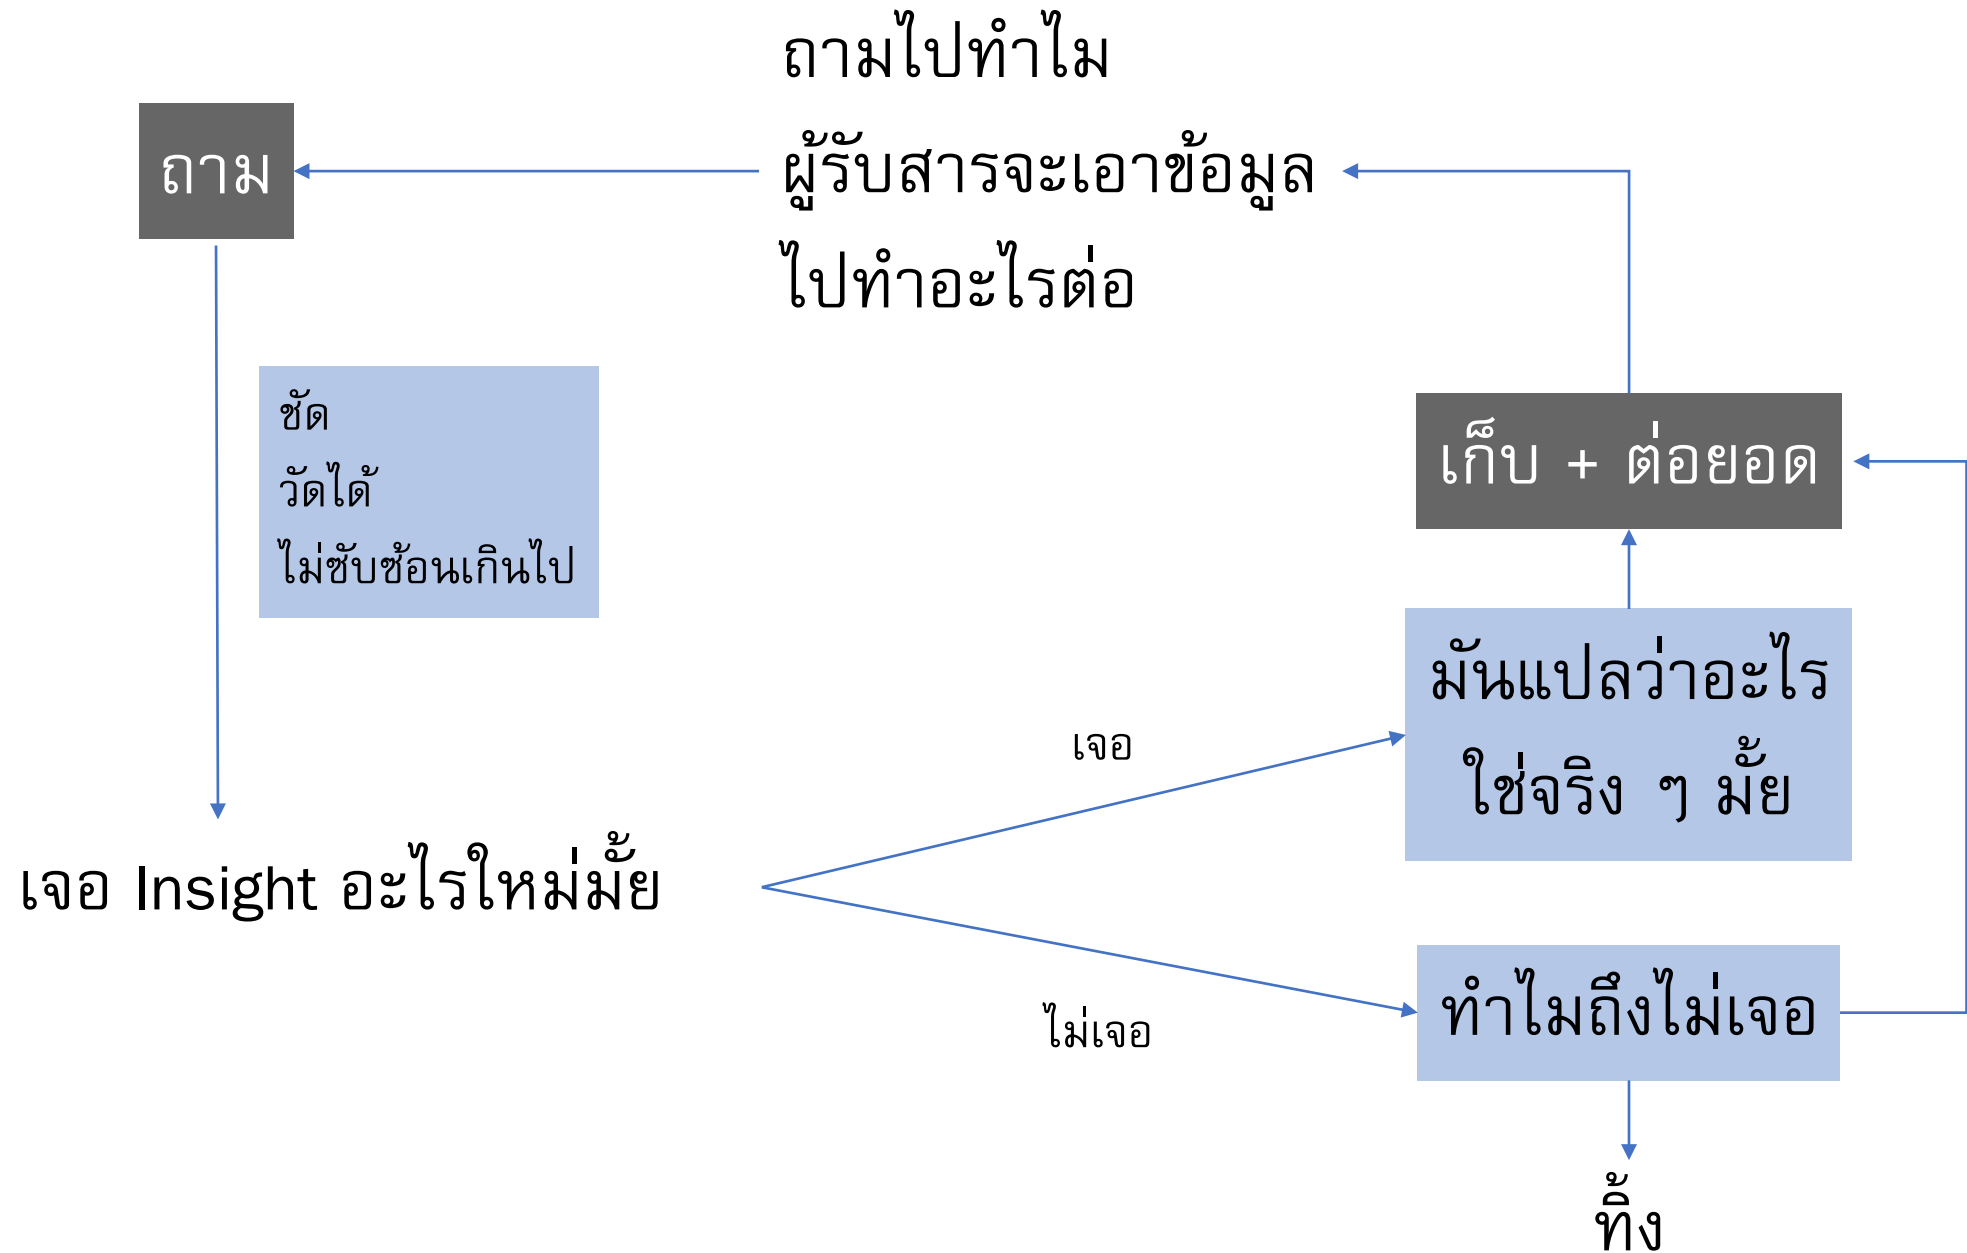 ถามไปทำไม
ถาม
ผู้รับสารจะเอาข้อมูล
ไปทำอะไรต่อ
ชัด
วัดได้
ไม่ซับซ้อนเกินไป
เก็บ + ต่อยอด
มันแปลว่าอะไร
ใช่จริง ๆ มั้ย
เจอ
เจอ Insight อะไรใหม่มั้ย
ไม่เจอ
ทำไมถึงไม่เจอ
ทิ้ง